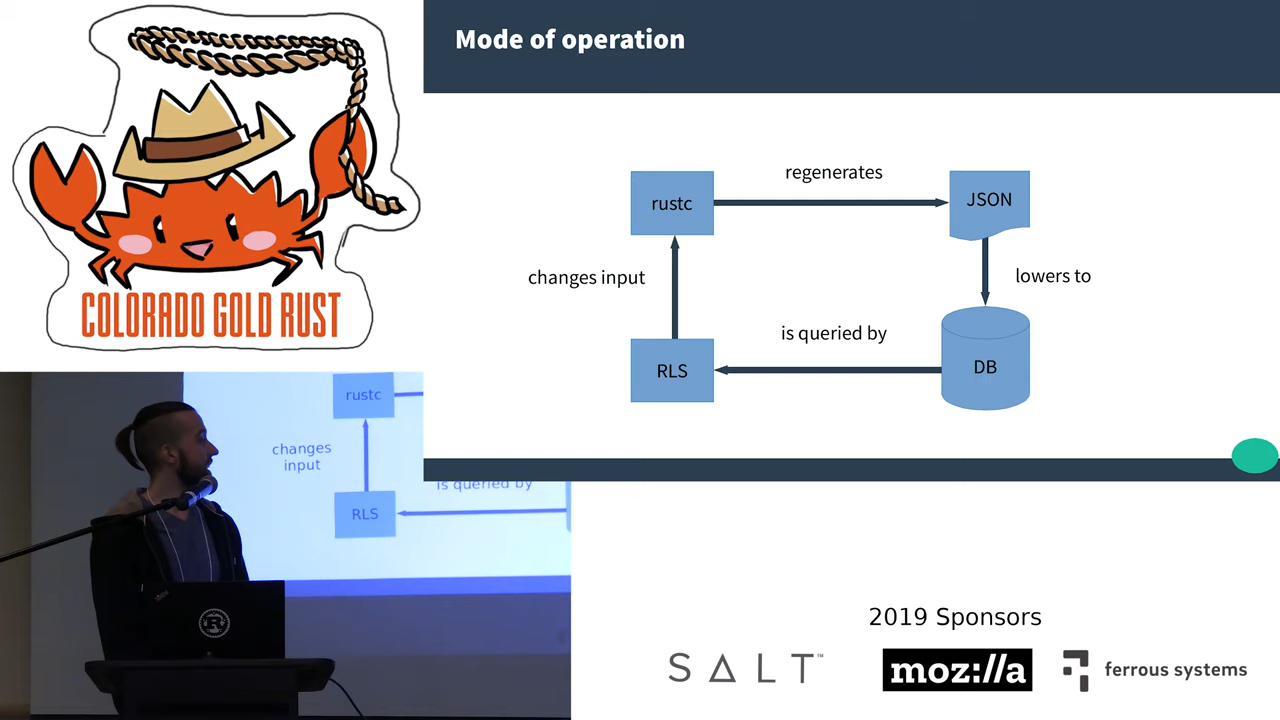 COLORADO GOLD RUST
Mode of operation
rustc
regenerates
JSON
changes input
lowers to
RLS
is queried by
DB
rustc
changes
input
RLS
is queried by
R
2019 Sponsors
SALT™
moz://a
ferrous systems